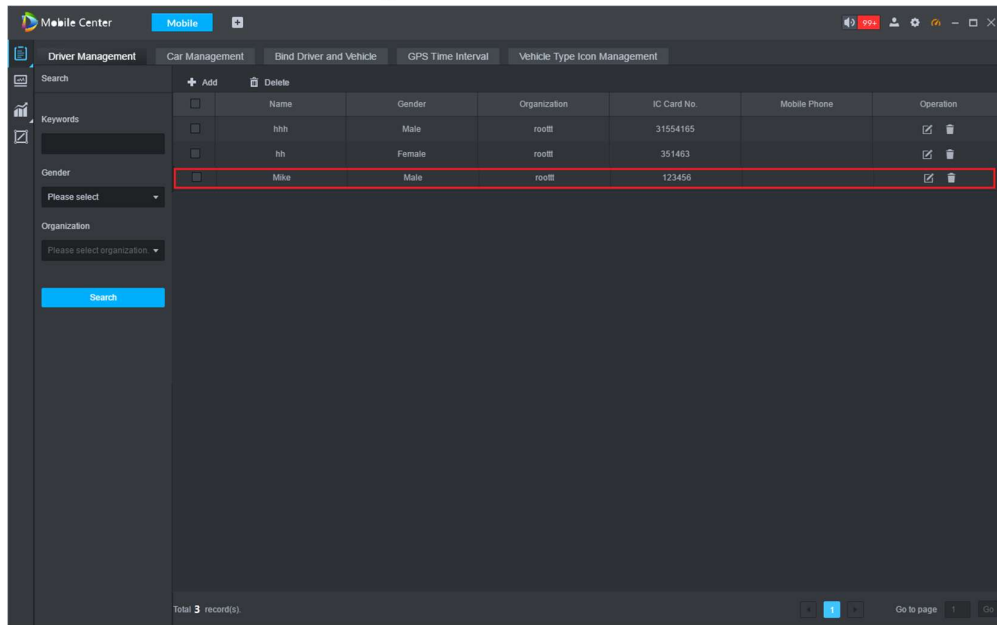 Mobile Center Mobile 99+
Driver Management Car Management Bind Driver and Vehicle GPS Time Interval Vehicle Type Icon Management
Search Add Delete
Name Gender Organization IC Card No. Mobile Phone Operation
Keywords
hhh Male roottt 31554165
hh Female roottt 351463
Gender
Mike Male roottt 123456
Please select
Organization
Please select organization.
Search
Total 3 record(s). 1 Go to page 1 Go